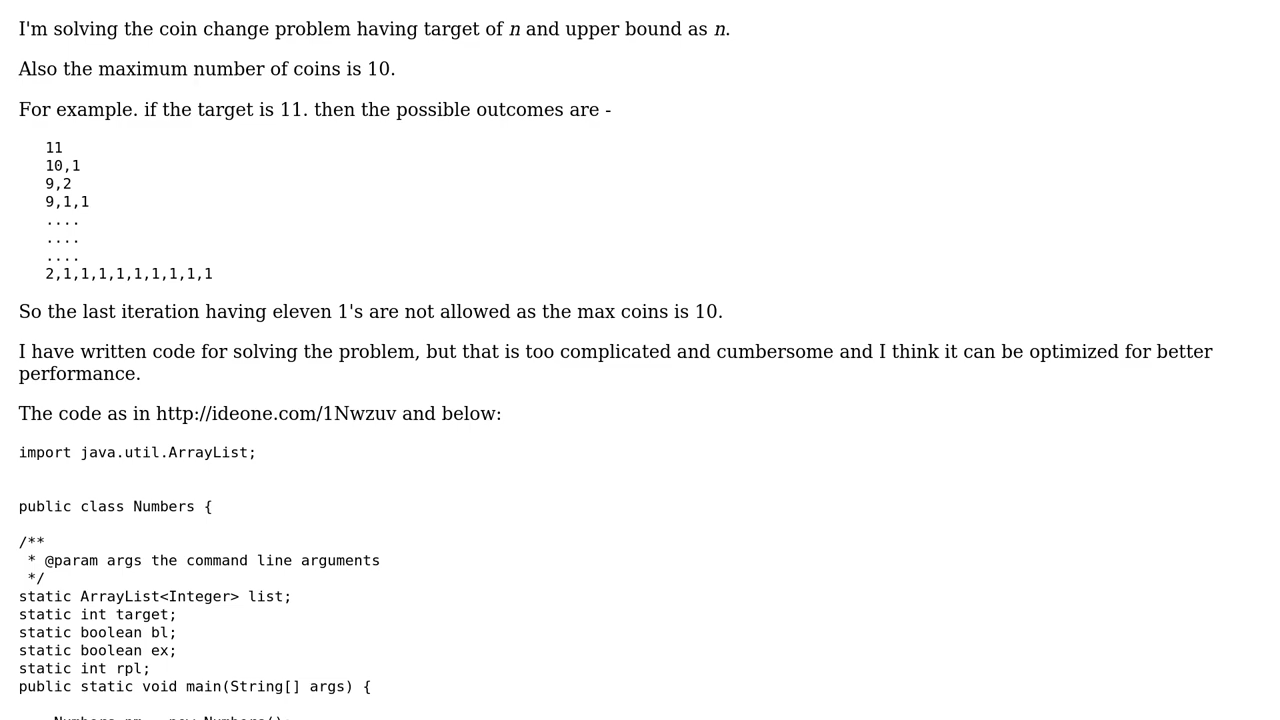 I'm solving the coin change problem having target of n and upper bound as n.
Also the maximum number of coins is 10.
For example. if the target is 11. then the possible outcomes are -
11
10,1
9,2
9,1,1
....
....
....
2,1,1,1,1,1,1,1,1,1
So the last iteration having eleven 1's are not allowed as the max coins is 10.
I have written code for solving the problem, but that is too complicated and cumbersome and I think it can be optimized for better
performance.
The code as in http://ideone.com/1Nwzuv and below:
import java.util.ArrayList;
public class Numbers {
/**
* @param args the command line arguments
*/
static ArrayList<Integer> list;
static int target;
static boolean bl;
static boolean ex;
static int rpl;
public static void main(String[] args) {